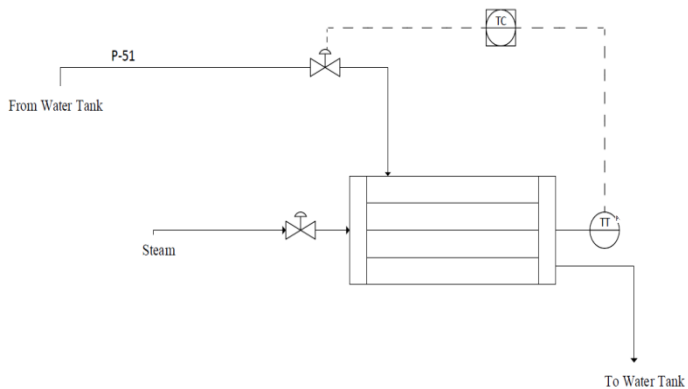 TC
P-51
From Water Tank
TT
Steam
To Water Tank